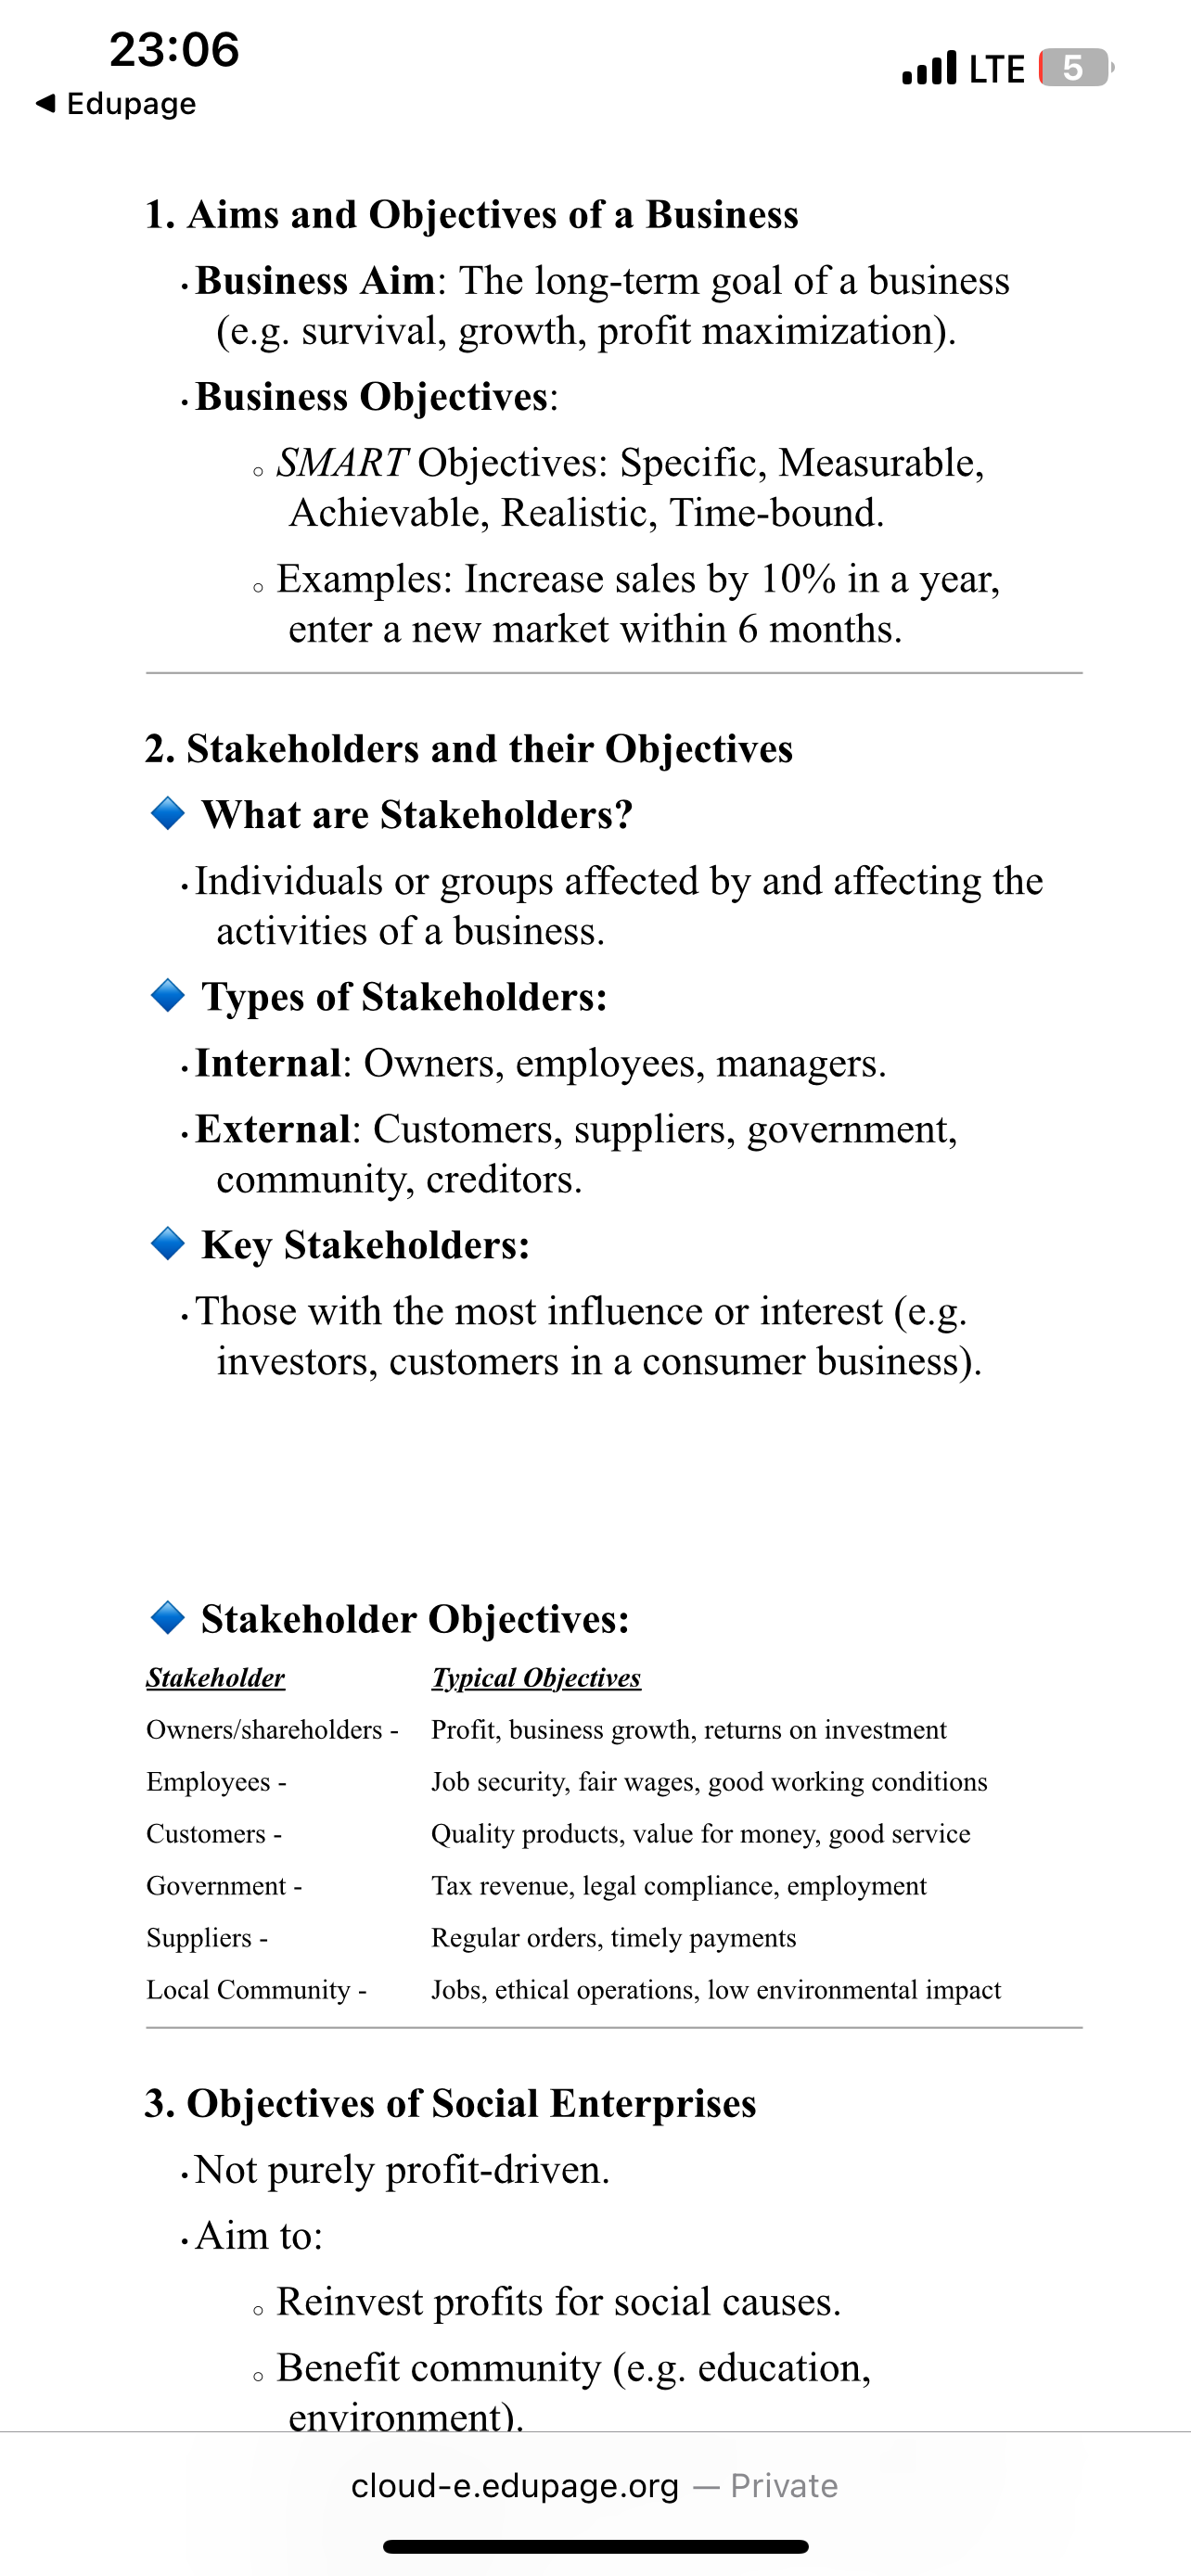 23:06
LTE 5
◀ Edupage
1. Aims and Objectives of a Business
· Business Aim: The long-term goal of a business
(e.g. survival, growth, profit maximization).
· Business Objectives:
○ SMART Objectives: Specific, Measurable,
Achievable, Realistic, Time-bound.
○ Examples: Increase sales by 10% in a year,
enter a new market within 6 months.
2. Stakeholders and their Objectives
🔷 What are Stakeholders?
· Individuals or groups affected by and affecting the
activities of a business.
🔷 Types of Stakeholders:
· Internal: Owners, employees, managers.
· External: Customers, suppliers, government,
community, creditors.
🔷 Key Stakeholders:
· Those with the most influence or interest (e.g.
investors, customers in a consumer business).
🔷 Stakeholder Objectives:
Stakeholder Typical Objectives
Owners/shareholders - Profit, business growth, returns on investment
Employees - Job security, fair wages, good working conditions
Customers - Quality products, value for money, good service
Government - Tax revenue, legal compliance, employment
Suppliers - Regular orders, timely payments
Local Community - Jobs, ethical operations, low environmental impact
3. Objectives of Social Enterprises
· Not purely profit-driven.
· Aim to:
○ Reinvest profits for social causes.
○ Benefit community (e.g. education,
environment).
cloud-e.edupage.org — Private